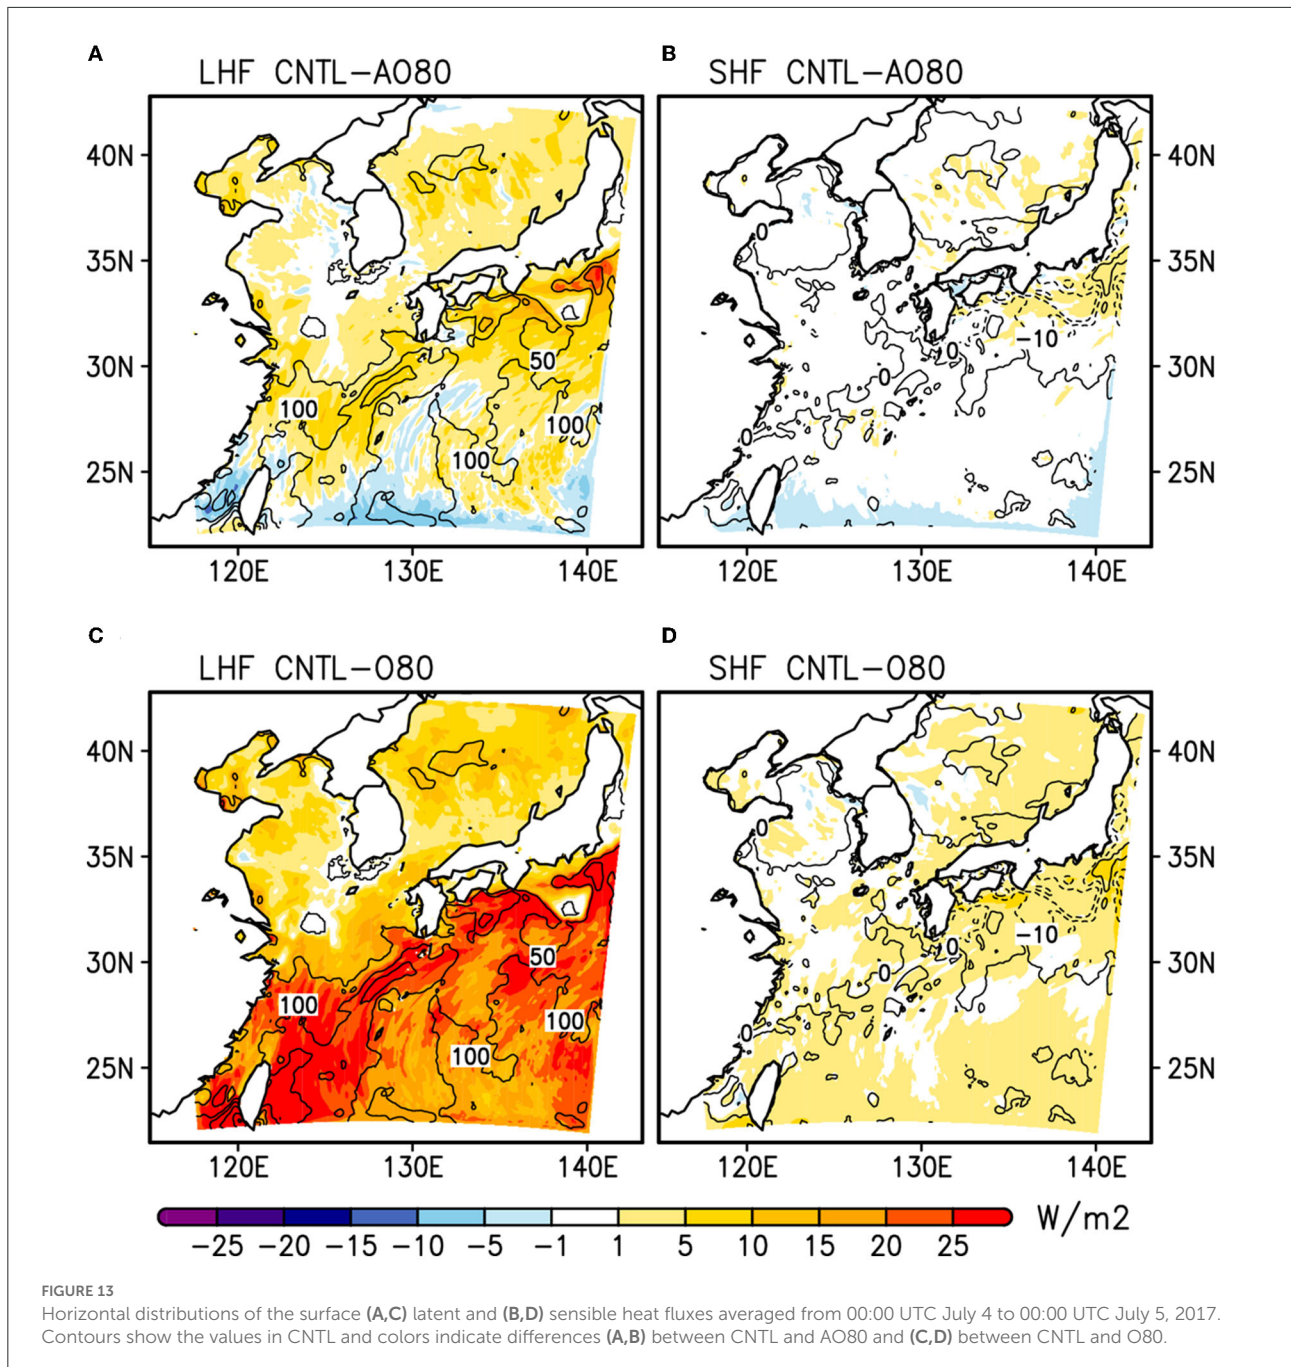 A
B
LHF CNTL-AO80
SHF CNTL-AO80
40N
35N
30N
25N
100
50
100
100
0
0
0
0
-10
40N
35N
30N
25N
120E
130E
140E
120E
130E
140E
C
D
LHF CNTL-O80
SHF CNTL-O80
40N
35N
30N
25N
100
50
100
100
0
0
0
0
-10
40N
35N
30N
25N
120E
130E
140E
120E
130E
140E
W/m2
-25 -20 -15 -10 -5 -1 1 5 10 15 20 25
FIGURE 13
Horizontal distributions of the surface (A,C) latent and (B,D) sensible heat fluxes averaged from 00:00 UTC July 4 to 00:00 UTC July 5, 2017.
Contours show the values in CNTL and colors indicate differences (A,B) between CNTL and AO80 and (C,D) between CNTL and O80.